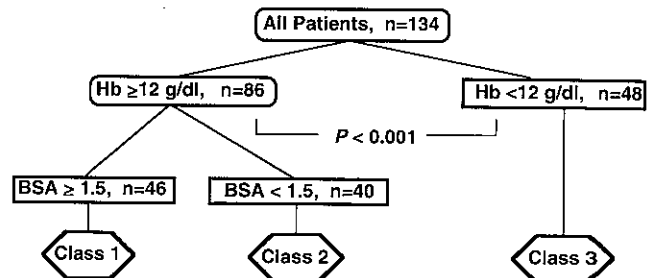 All Patients, n=134
Hb ≥12 g/dl, n=86
Hb <12 g/dl, n=48
P < 0.001
BSA ≥ 1.5, n=46
BSA < 1.5, n=40
Class 1
Class 2
Class 3